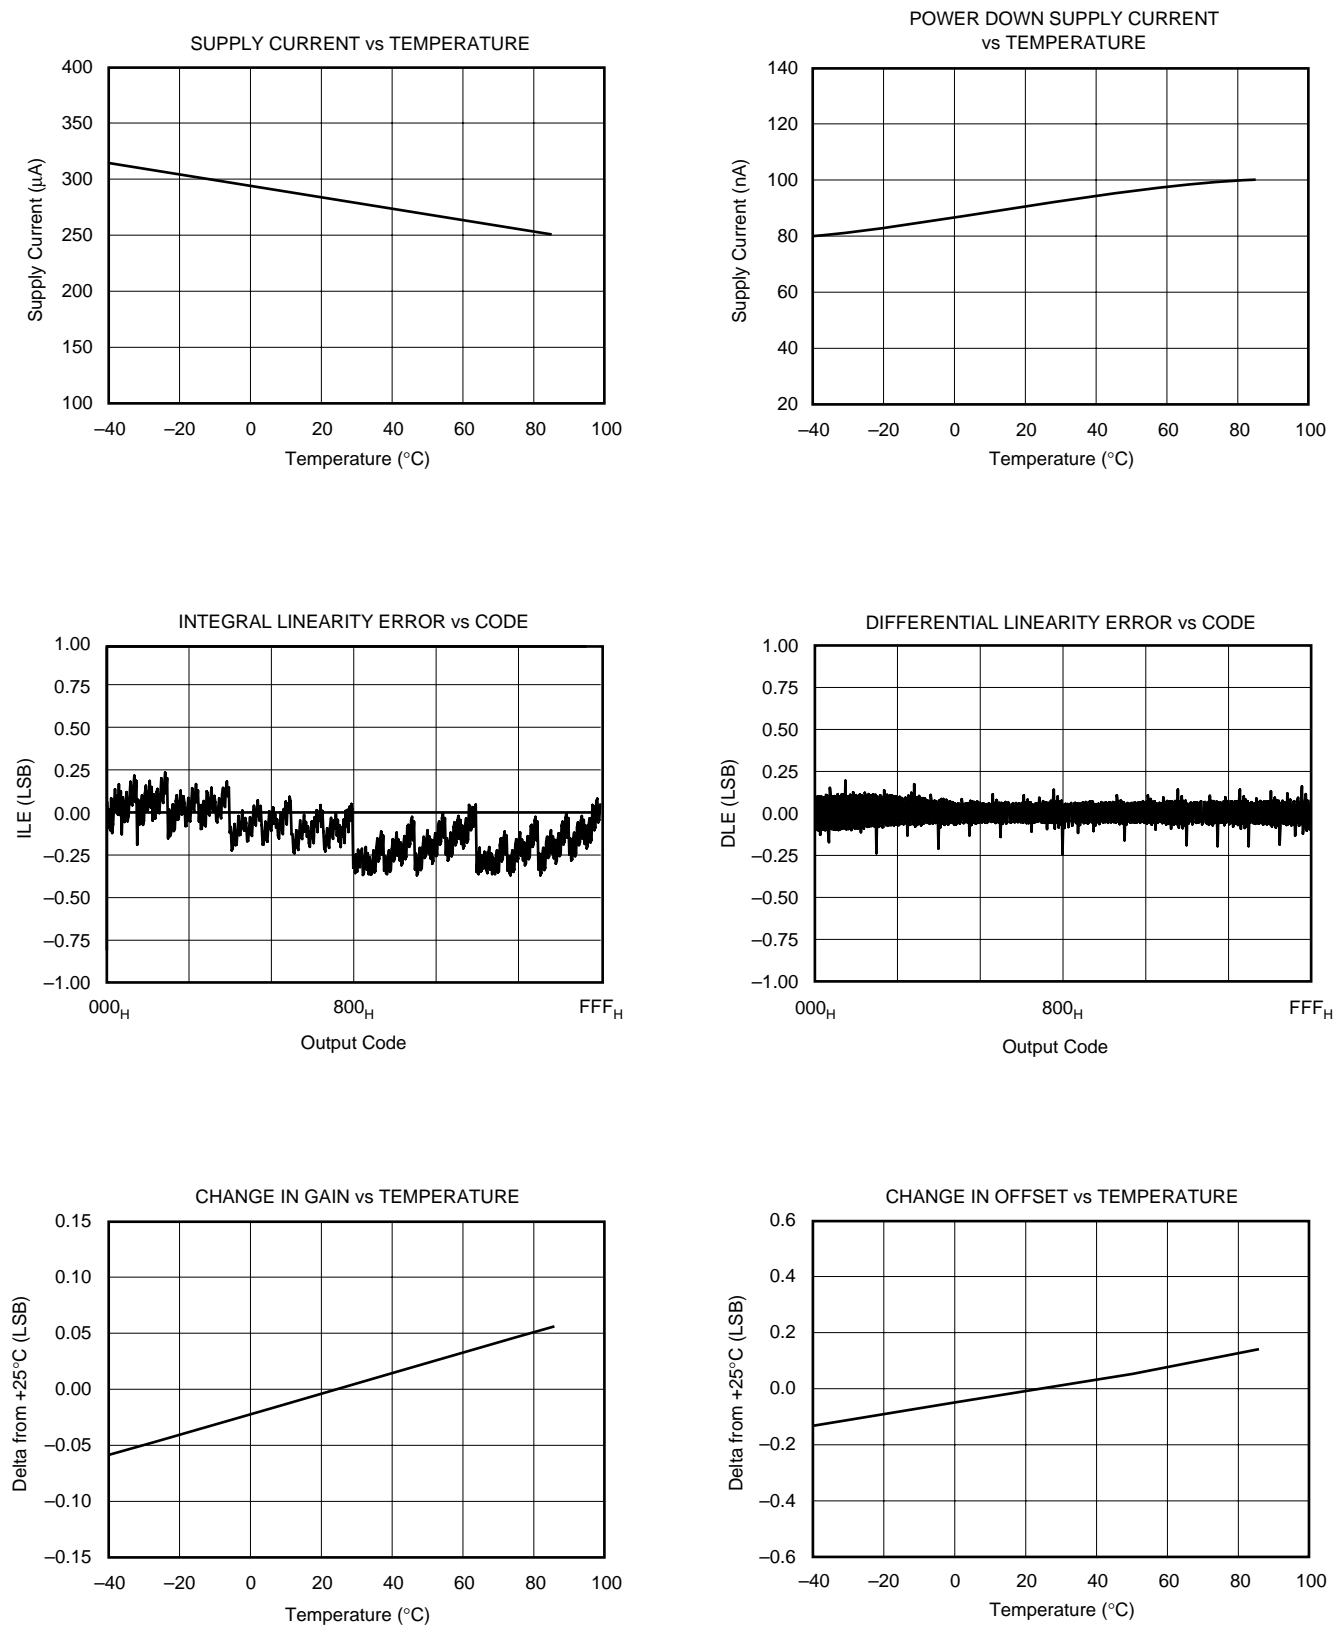 SUPPLY CURRENT vs TEMPERATURE
400
350
300
250
200
150
100
Supply Current (µA)
–40 –20 0 20 40 60 80 100
Temperature (°C)
POWER DOWN SUPPLY CURRENT
vs TEMPERATURE
140
120
100
80
60
40
20
Supply Current (nA)
–40 –20 0 20 40 60 80 100
Temperature (°C)
INTEGRAL LINEARITY ERROR vs CODE
1.00
0.75
0.50
0.25
0.00
–0.25
–0.50
–0.75
–1.00
ILE (LSB)
000H 800H FFFH
Output Code
DIFFERENTIAL LINEARITY ERROR vs CODE
1.00
0.75
0.50
0.25
0.00
–0.25
–0.50
–0.75
–1.00
DLE (LSB)
000H 800H FFFH
Output Code
CHANGE IN GAIN vs TEMPERATURE
0.15
0.10
0.05
0.00
–0.05
–0.10
–0.15
Delta from +25°C (LSB)
–40 –20 0 20 40 60 80 100
Temperature (°C)
CHANGE IN OFFSET vs TEMPERATURE
0.6
0.4
0.2
0.0
–0.2
–0.4
–0.6
Delta from +25°C (LSB)
–40 –20 0 20 40 60 80 100
Temperature (°C)